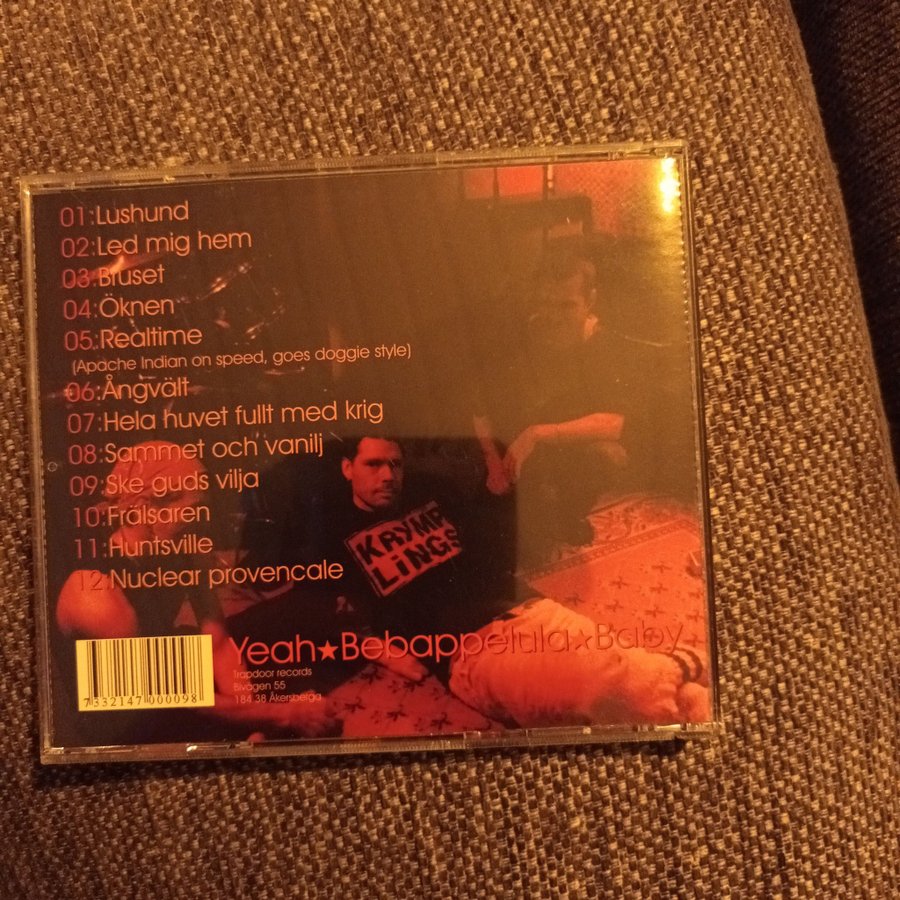 01:Lushund
02:Led mig hem
03:Bruset
04:Öknen
05:Realtime
(Apache Indian on speed, goes doggie style)
06:Ångvält
07:Hela huvet fullt med krig
08:Sammet och vanilj
09:Ske guds vilja
10:Frälsaren
11:Huntsville
12:Nuclear provencale
KRYMP
LiNGS
Yeah★Bebappelula★Baby
Trapdoor records
Bivägen 55
184 38 Åkersberga
7332147 000098